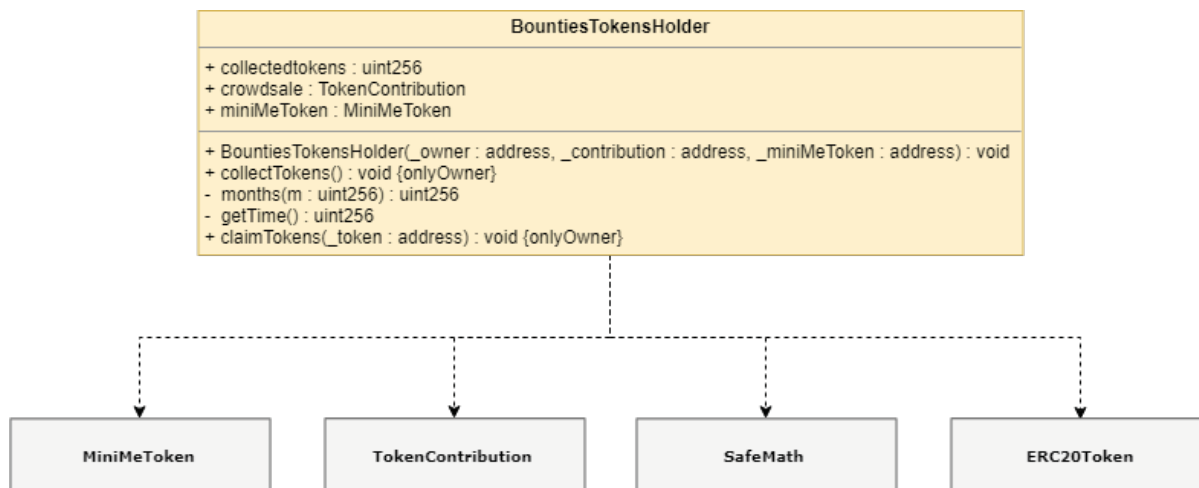 BountiesTokensHolder
+ collectedtokens : uint256
+ crowdsale : TokenContribution
+ miniMeToken : MiniMeToken
+ BountiesTokensHolder(_owner : address, _contribution : address, _miniMeToken : address) : void
+ collectTokens() : void {onlyOwner}
- months(m : uint256) : uint256
- getTime() : uint256
+ claimTokens(_token : address) : void {onlyOwner}
MiniMeToken TokenContribution SafeMath ERC20Token